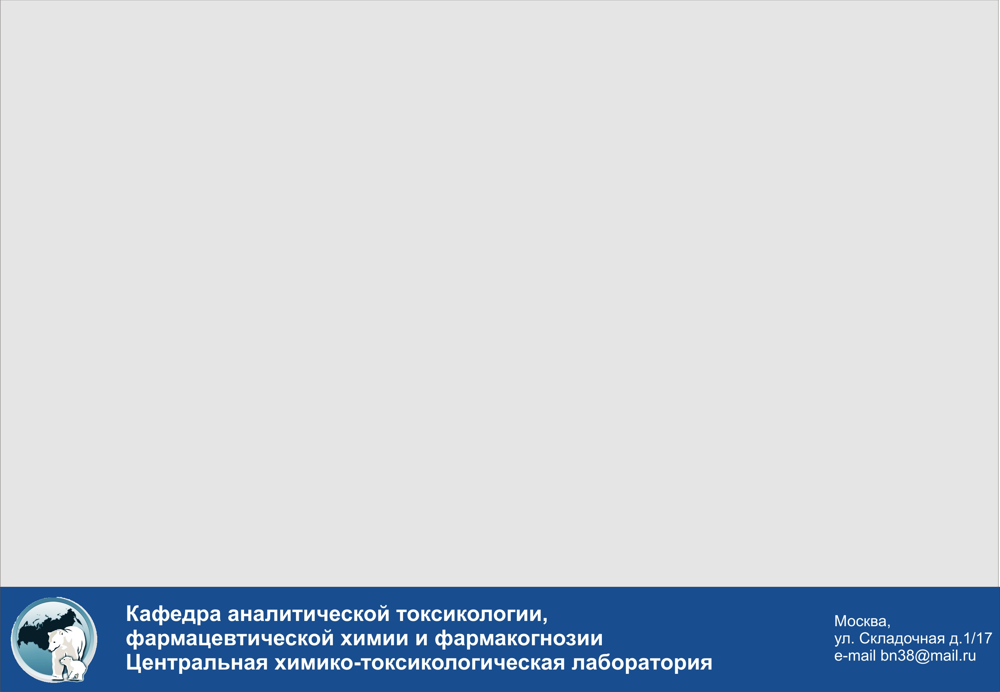 Кафедра аналитической токсикологии,
фармацевтической химии и фармакогнозии
Центральная химико-токсикологическая лаборатория
Москва,
ул. Складочная д.1/17
e-mail bn38@mail.ru